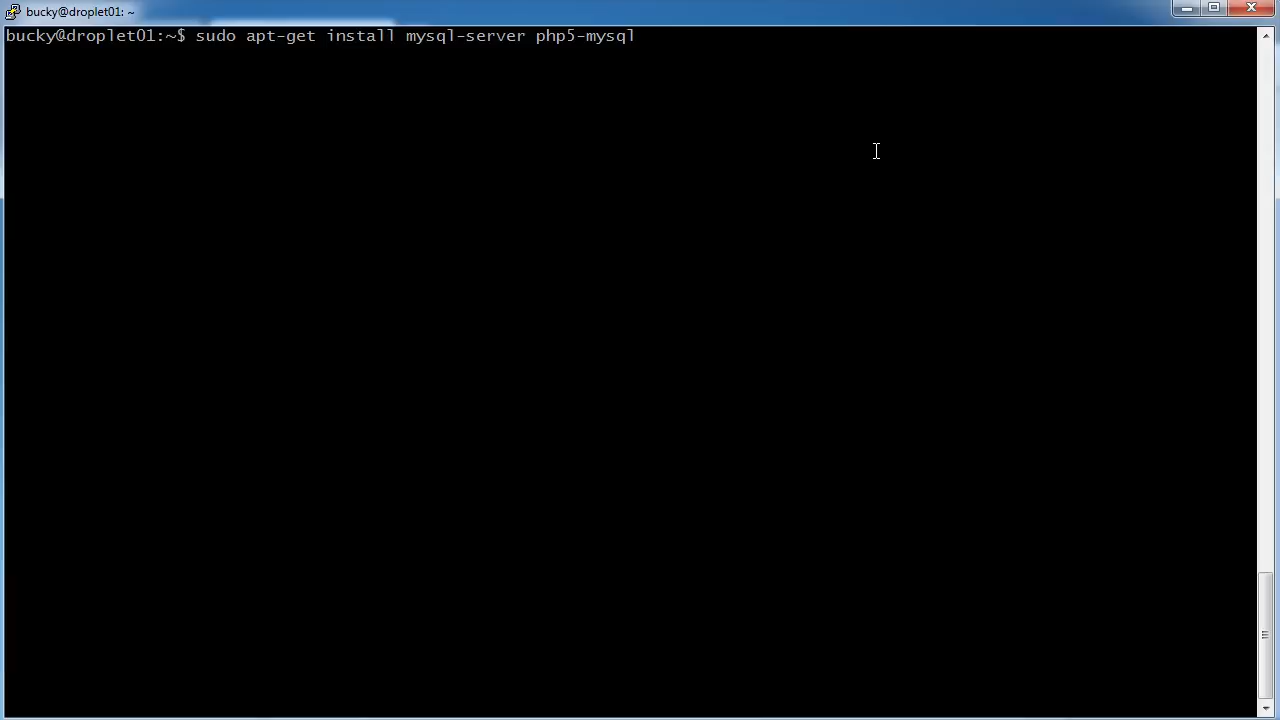 bucky@droplet01: ~
bucky@droplet01:~$ sudo apt-get install mysql-server php5-mysql